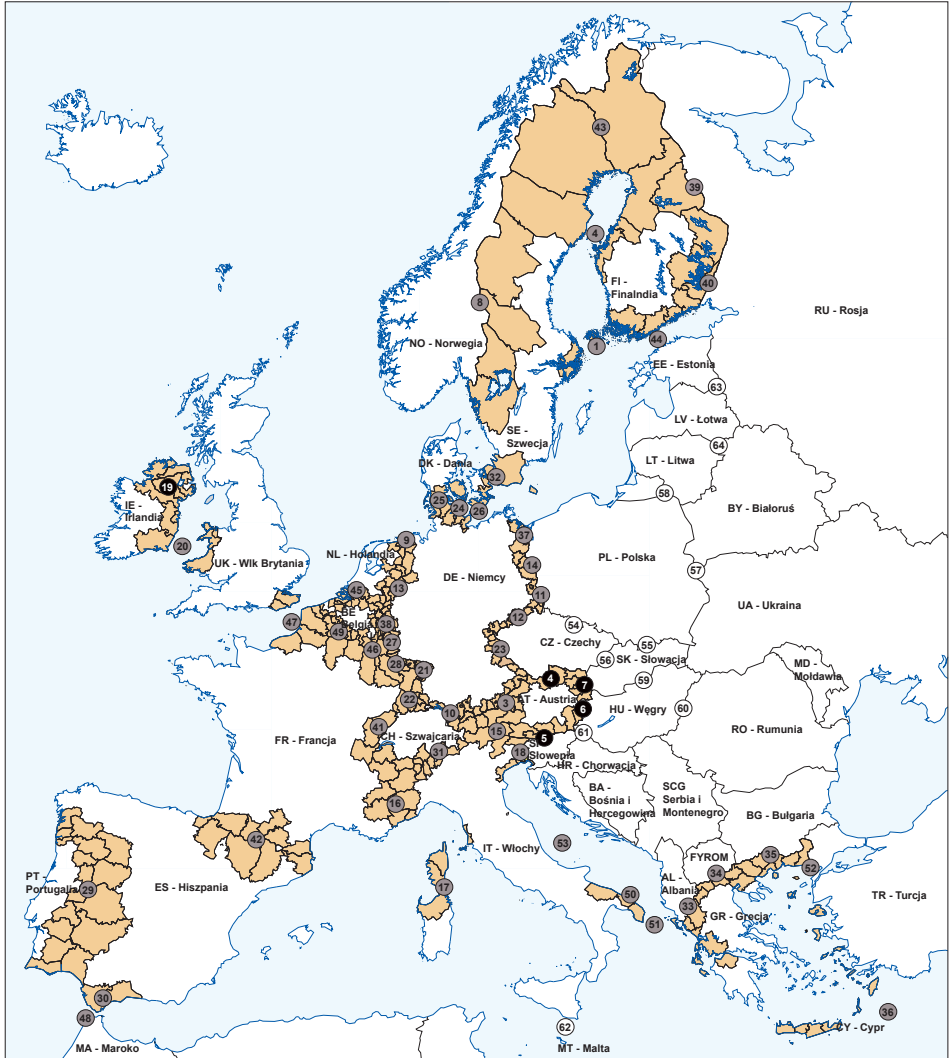 43
39
4
FI -
Finalndia
40
8
RU - Rosja
NO - Norwegia
1
44
EE - Estonia
63
LV - Łotwa
SE -
Szwecja
64
DK - Dania
LT - Litwa
32
19
58
25
24
26
IE -
Irlandia
BY - Białoruś
37
9
20
NL - Holandia
PL - Polska
UK - Wlk Brytania
14
57
DE - Niemcy
45
13
11
UA - Ukraina
BE
Belgia
12
47
49
38
54
27
CZ - Czechy
55
46
23
56
SK - Słowacja
28
21
MD -
Mołdawia
4
7
59
22
3
AT - Austria
10
6
HU - Węgry
60
41
15
61
RO - Rumunia
FR - Francja
CH - Szwajcaria
5
31
18
SI -
Słowenia
HR - Chorwacja
16
BA -
Bośnia i
Hercegowina
SCG
Serbia i
Montenegro
BG - Bułgaria
42
53
IT - Włochy
35
FYROM
34
52
PT -
Portugalia
29
ES - Hiszpania
17
AL -
Albania
50
TR - Turcja
33
GR - Grecja
51
30
48
36
62
CY - Cypr
MA - Maroko
MT - Malta